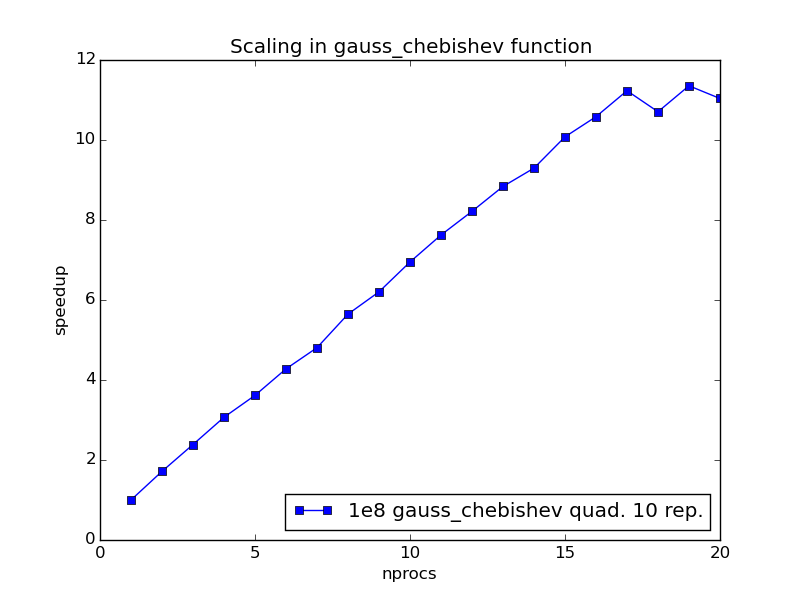 Scaling in gauss_chebishev function
12
10
8
6
4
2
0
speedup
1e8 gauss_chebishev quad. 10 rep.
0 5 10 15 20
nprocs